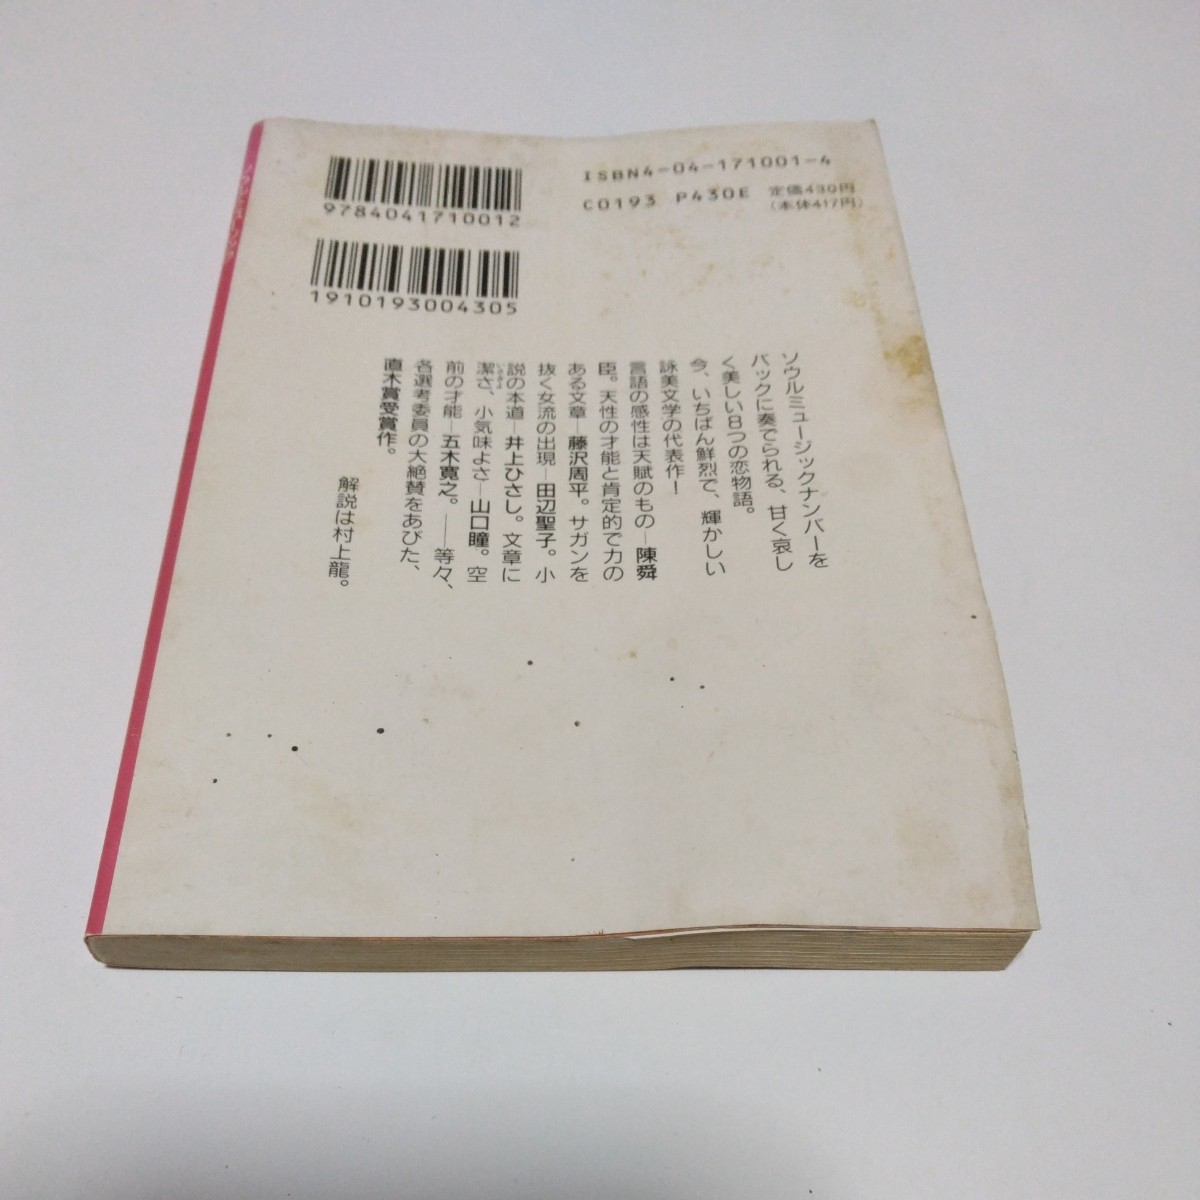 ISBN4-04-171001-4
C0193 P430E 定価430円
(本体417円)
9784041710012
1910193004305
ソウルミュージックナンバーを
バックに奏でられる、甘く哀し
く美しい8つの恋物語。
今、いちばん鮮烈で、輝かしい
詠美文学の代表作!
言語の感性は天賦のもの―陳舜
臣。天性の才能と肯定的で力の
ある文章―藤沢周平。サガンを
抜く女流の出現―田辺聖子。小
説の本道―井上ひさし。文章に
潔さ、小気味よさ―山口瞳。空
いさぎよ
前の才能―五木寛之。――等々、
各選考委員の大絶賛をあびた、
直木賞受賞作。
解説は村上龍。